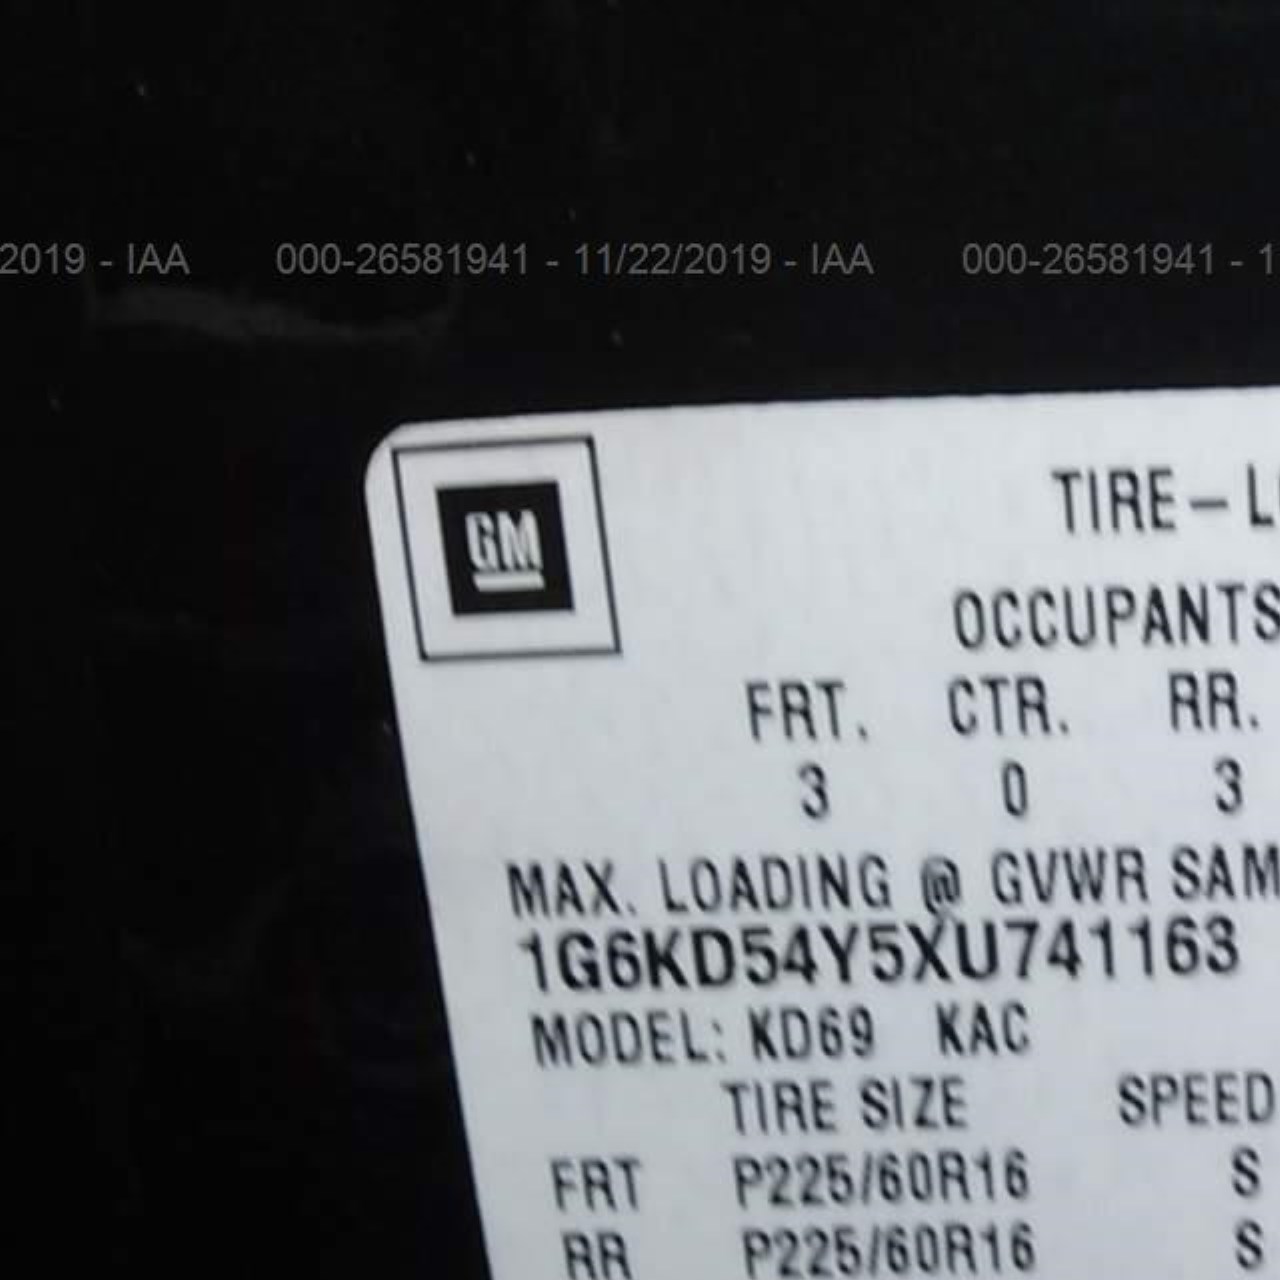 2019 - IAA 000-26581941 - 11/22/2019 - IAA 000-26581941 - 1
GM
TIRE-L
OCCUPANTS
FRT. CTR. RR.
3 0 3
MAX. LOADING @ GVWR SAM
1G6KD54Y5XU741163
MODEL: KD69 KAC
TIRE SIZE SPEED
FRT P225/60R16 S
RR P225/60R16 S